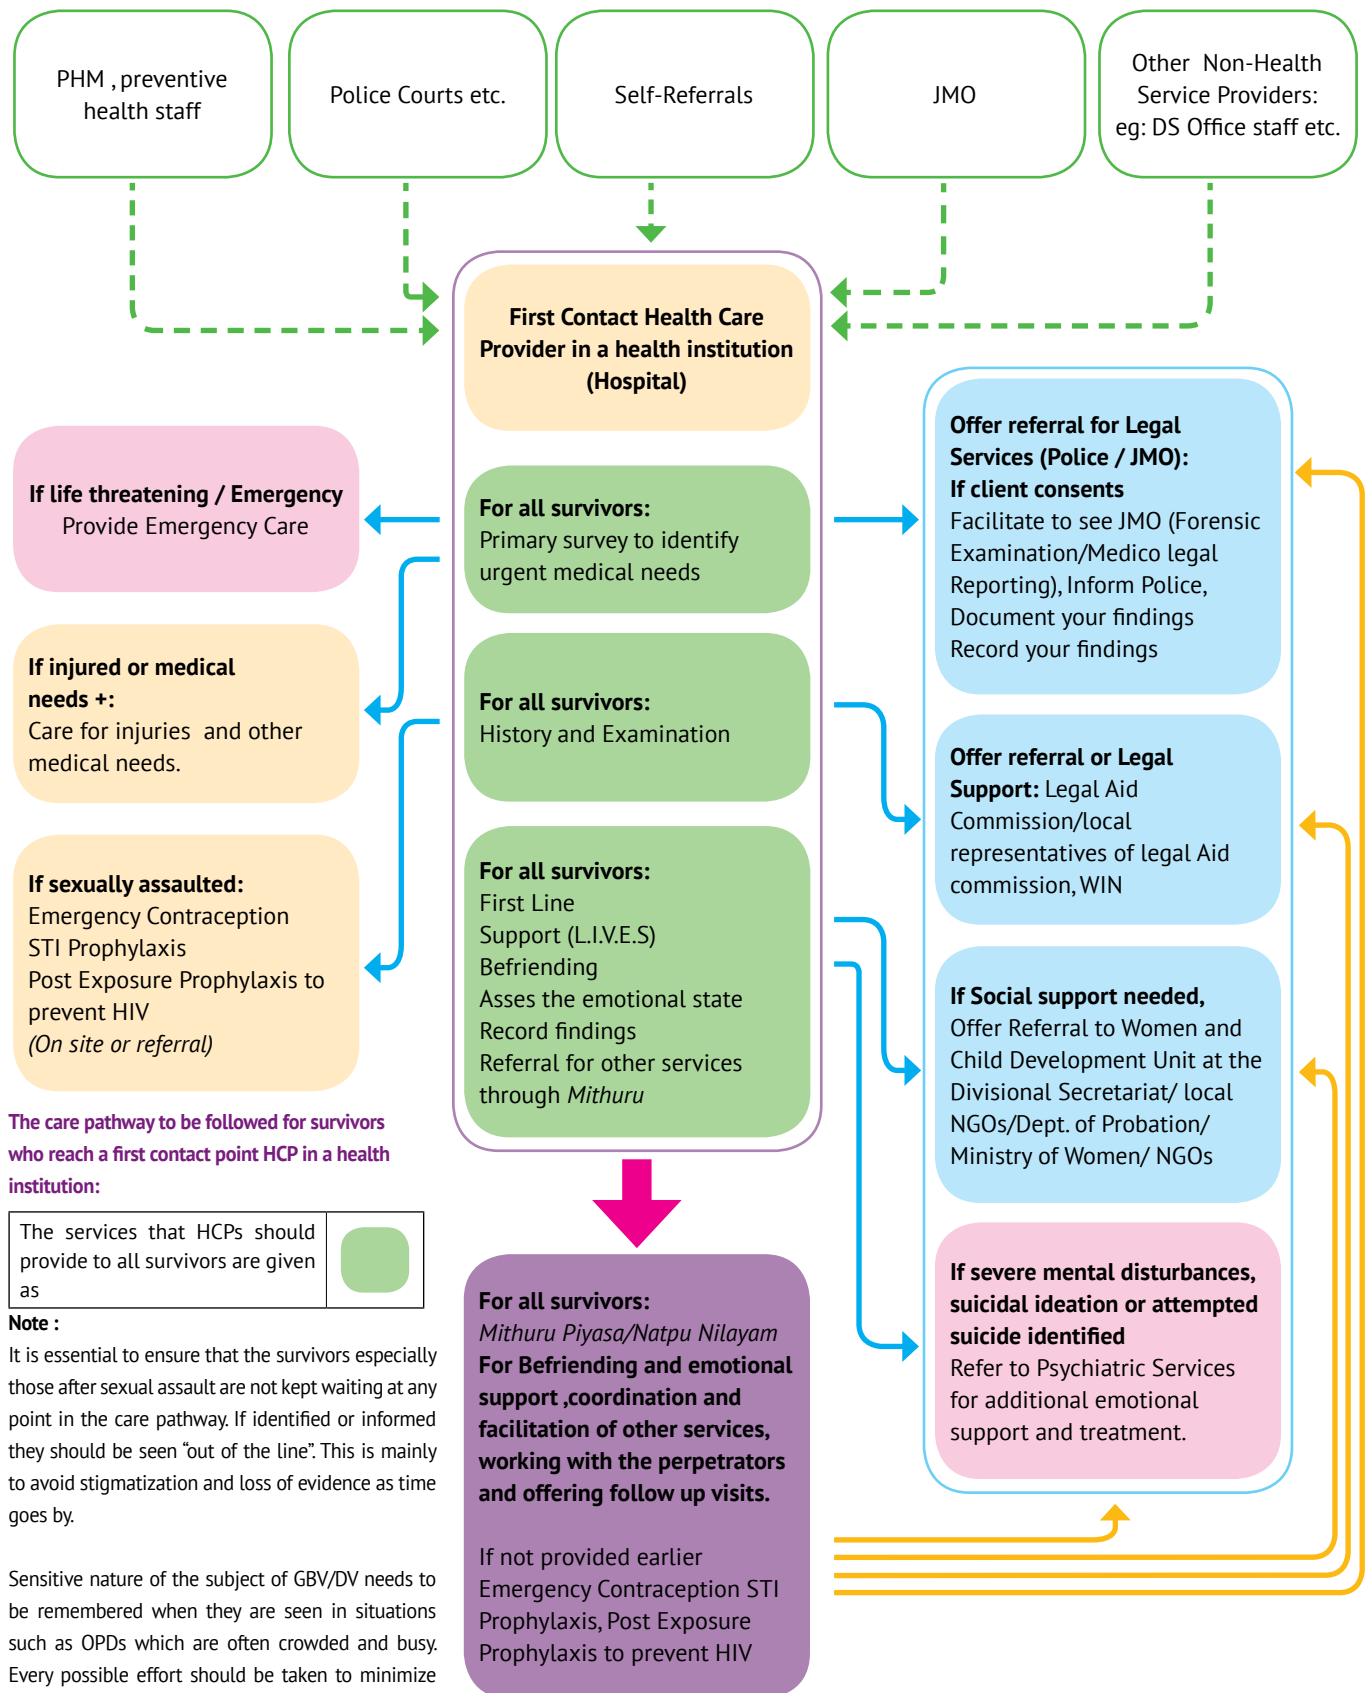 PHM , preventive
health staff
Police Courts etc.
Self-Referrals
JMO
Other Non-Health
Service Providers:
eg: DS Office staff etc.
First Contact Health Care
Provider in a health institution
(Hospital)
If life threatening / Emergency
Provide Emergency Care
If injured or medical
needs +:
Care for injuries and other
medical needs.
If sexually assaulted:
Emergency Contraception
STI Prophylaxis
Post Exposure Prophylaxis to
prevent HIV
(On site or referral)
For all survivors:
Primary survey to identify
urgent medical needs
For all survivors:
History and Examination
For all survivors:
First Line
Support (L.I.V.E.S)
Befriending
Asses the emotional state
Record findings
Referral for other services
through Mithuru
Offer referral for Legal
Services (Police / JMO):
If client consents
Facilitate to see JMO (Forensic
Examination/Medico legal
Reporting), Inform Police,
Document your findings
Record your findings
Offer referral or Legal
Support: Legal Aid
Commission/local
representatives of legal Aid
commission, WIN
If Social support needed,
Offer Referral to Women and
Child Development Unit at the
Divisional Secretariat/ local
NGOs/Dept. of Probation/
Ministry of Women/ NGOs
If severe mental disturbances,
suicidal ideation or attempted
suicide identified
Refer to Psychiatric Services
for additional emotional
support and treatment.
For all survivors:
Mithuru Piyasa/Natpu Nilayam
For Befriending and emotional
support ,coordination and
facilitation of other services,
working with the perpetrators
and offering follow up visits.
If not provided earlier
Emergency Contraception STI
Prophylaxis, Post Exposure
Prophylaxis to prevent HIV
The care pathway to be followed for survivors
who reach a first contact point HCP in a health
institution:
The services that HCPs should
provide to all survivors are given
as
Note :
It is essential to ensure that the survivors especially
those after sexual assault are not kept waiting at any
point in the care pathway. If identified or informed
they should be seen “out of the line”. This is mainly
to avoid stigmatization and loss of evidence as time
goes by.
Sensitive nature of the subject of GBV/DV needs to
be remembered when they are seen in situations
such as OPDs which are often crowded and busy.
Every possible effort should be taken to minimize